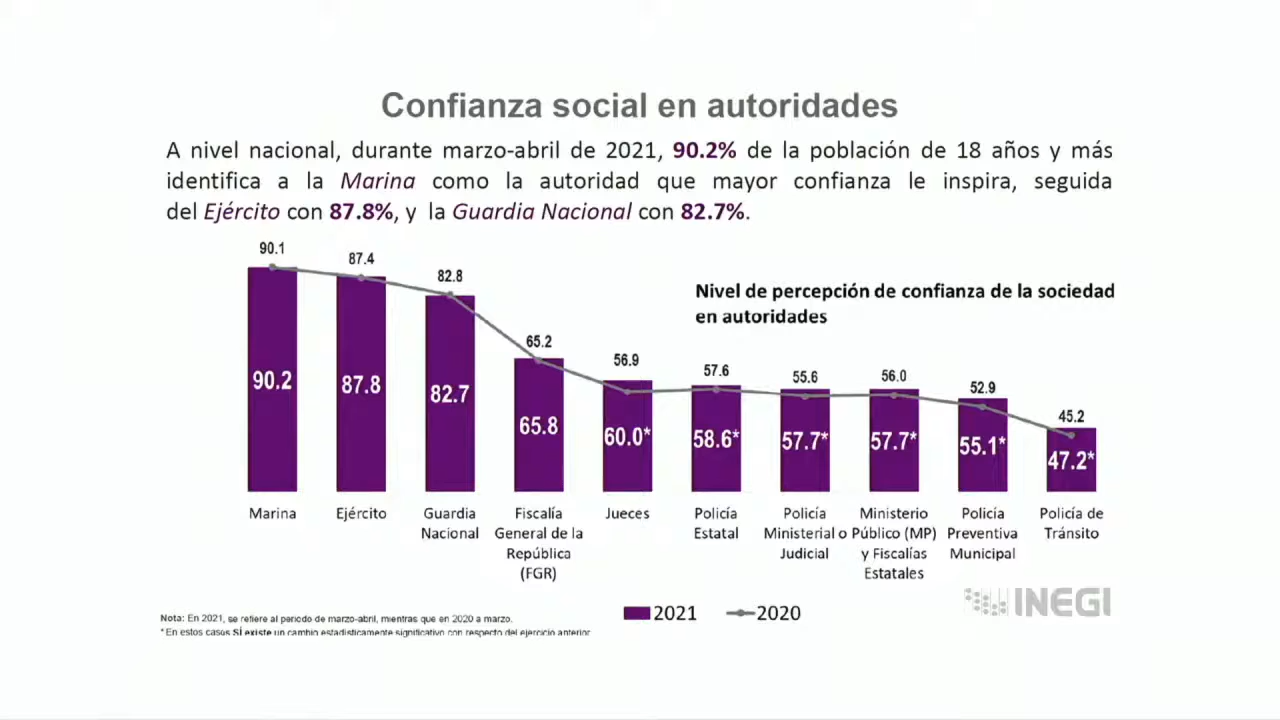 Confianza social en autoridades
A nivel nacional, durante marzo-abril de 2021, 90.2% de la población de 18 años y más
identifica a la Marina como la autoridad que mayor confianza le inspira, seguida
del Ejército con 87.8%, y la Guardia Nacional con 82.7%.
Nivel de percepción de confianza de la sociedad
en autoridades
90.1 87.4 82.8 65.2 56.9 57.6 55.6 56.0 52.9 45.2
90.2 87.8 82.7 65.8 60.0* 58.6* 57.7* 57.7* 55.1* 47.2*
Marina Ejército Guardia Fiscalía Jueces Policía Policía Ministerio Policía Policía de
Nacional General de la Estatal Ministerial o Público (MP) Preventiva Tránsito
República Judicial y Fiscalías Municipal
(FGR) Estatales
2021 2020
INEGI
Nota: En 2021, se refiere al periodo de marzo-abril, mientras que en 2020 a marzo.
* En estos casos SÍ existe un cambio estadísticamente significativo con respecto del ejercicio anterior